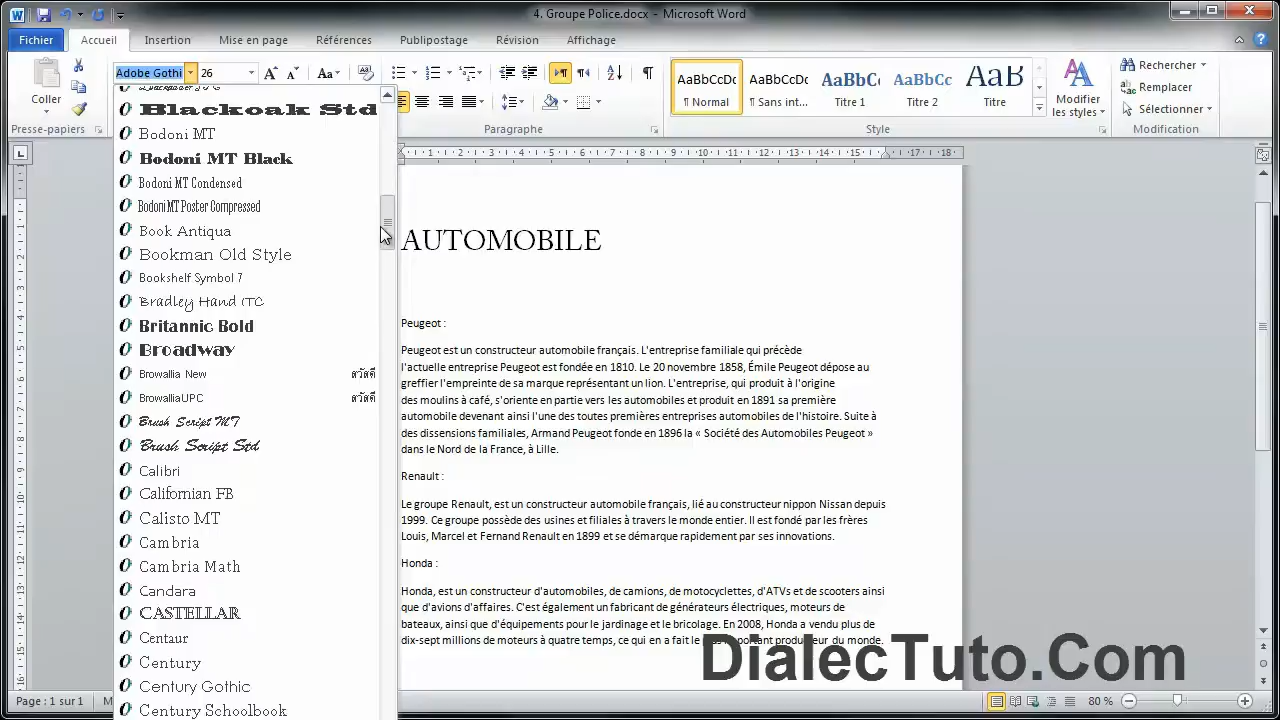 4. Groupe Police.docx - Microsoft Word
Fichier
Accueil
Insertion
Mise en page
Références
Publipostage
Révision
Affichage
Adobe Gothi
26
Coller
Presse-papiers
Paragraphe
AaBbCcDc
¶ Normal
AaBbCcDc
¶ Sans int...
AaBbC
Titre 1
AaBbCc
Titre 2
AaB
Titre
Modifier
les styles
Style
Rechercher
Remplacer
Sélectionner
Modification
Blackoak Std
Bodoni MT
Bodoni MT Black
Bodoni MT Condensed
Bodoni MT Poster Compressed
Book Antiqua
Bookman Old Style
Bookshelf Symbol 7
Bradley Hand ITC
Britannic Bold
Broadway
Browallia New สวัสดี
BrowalliaUPC สวัสดี
Brush Script MT
Brush Script Std
Calibri
Californian FB
Calisto MT
Cambria
Cambria Math
Candara
CASTELLAR
Centaur
Century
Century Gothic
Century Schoolbook
AUTOMOBILE
Peugeot :
Peugeot est un constructeur automobile français. L'entreprise familiale qui précède
l'actuelle entreprise Peugeot est fondée en 1810. Le 20 novembre 1858, Émile Peugeot dépose au
greffier l'empreinte de sa marque représentant un lion. L'entreprise, qui produit à l'origine
des moulins à café, s'oriente en partie vers les automobiles et produit en 1891 sa première
automobile devenant ainsi l'une des toutes premières entreprises automobiles de l'histoire. Suite à
des dissensions familiales, Armand Peugeot fonde en 1896 la « Société des Automobiles Peugeot »
dans le Nord de la France, à Lille.
Renault :
Le groupe Renault, est un constructeur automobile français, lié au constructeur nippon Nissan depuis
1999. Ce groupe possède des usines et filiales à travers le monde entier. Il est fondé par les frères
Louis, Marcel et Fernand Renault en 1899 et se démarque rapidement par ses innovations.
Honda :
Honda, est un constructeur d'automobiles, de camions, de motocyclettes, d'ATVs et de scooters ainsi
que d'avions d'affaires. C'est également un fabricant de générateurs électriques, moteurs de
bateaux, ainsi que d'équipements pour le jardinage et le bricolage. En 2008, Honda a vendu plus de
dix-sept millions de moteurs à quatre temps, ce qui en a fait le plus important producteur du monde.
DialecTuto.Com
Page : 1 sur 1
80 %